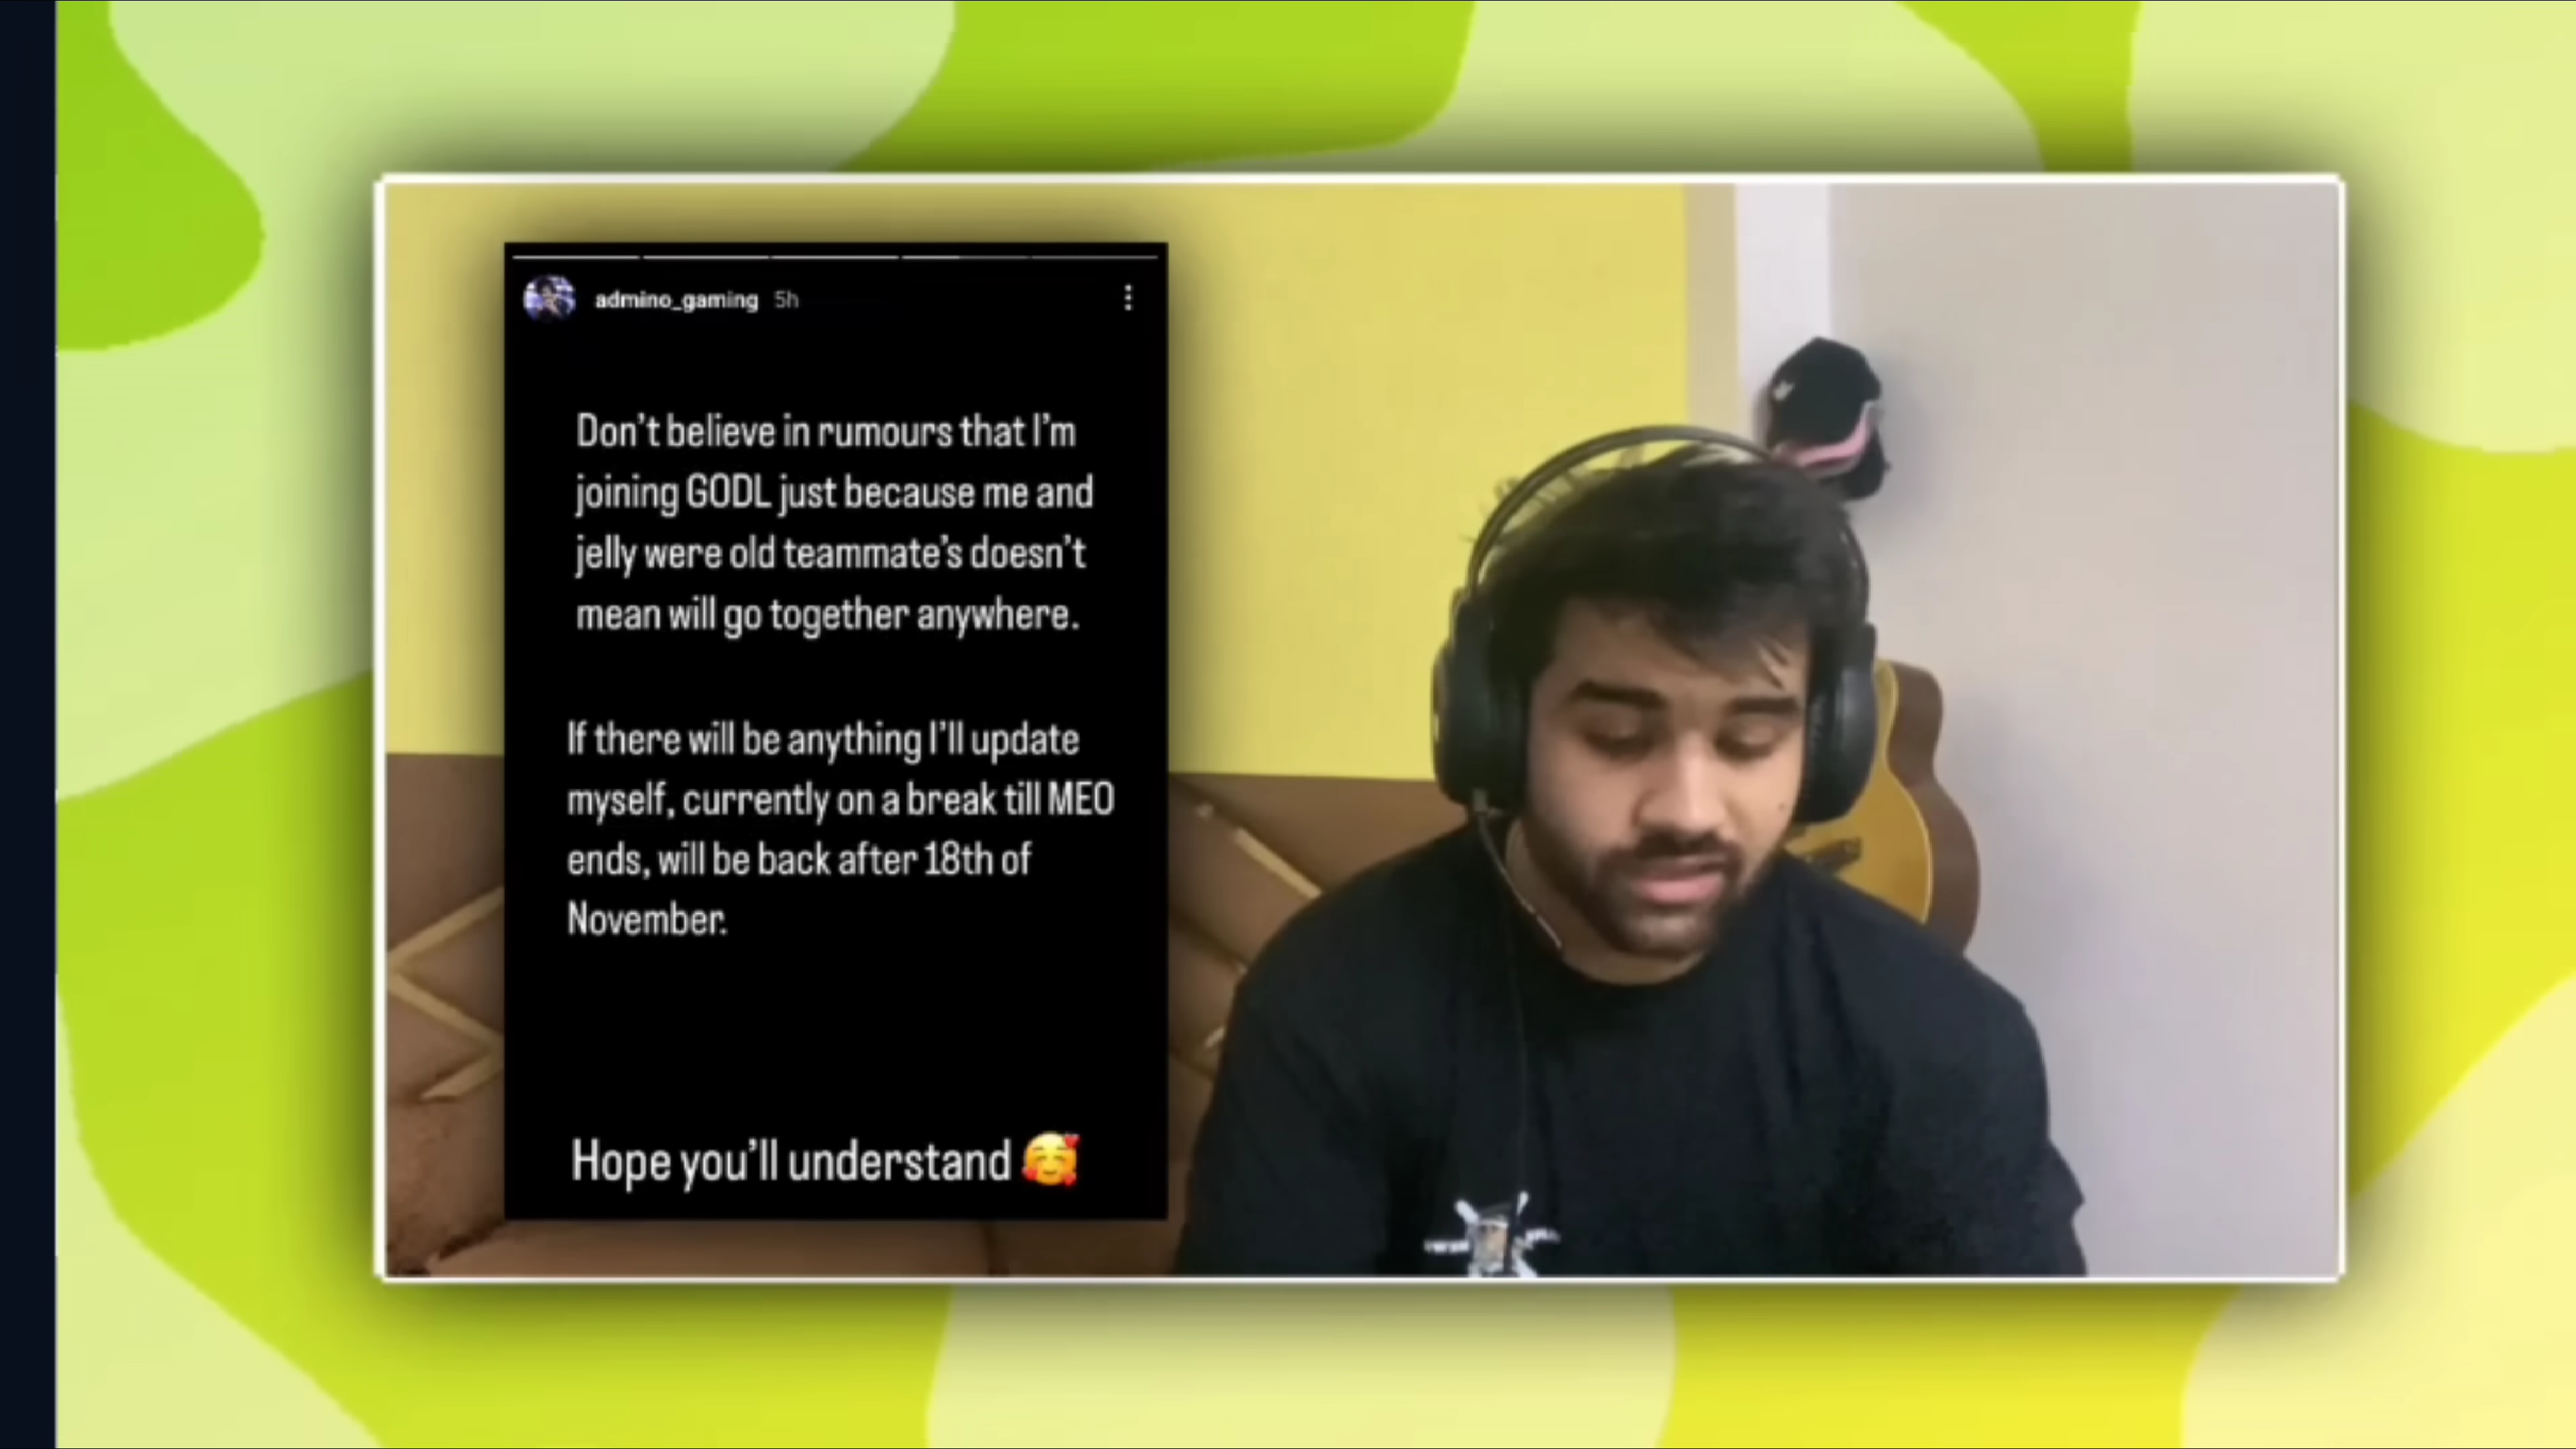 admino_gaming 5h
Don't believe in rumours that I'm
joining GODL just because me and
jelly were old teammate's doesn't
mean will go together anywhere.
If there will be anything I'll update
myself, currently on a break till MEO
ends, will be back after 18th of
November.
Hope you'll understand 🥰